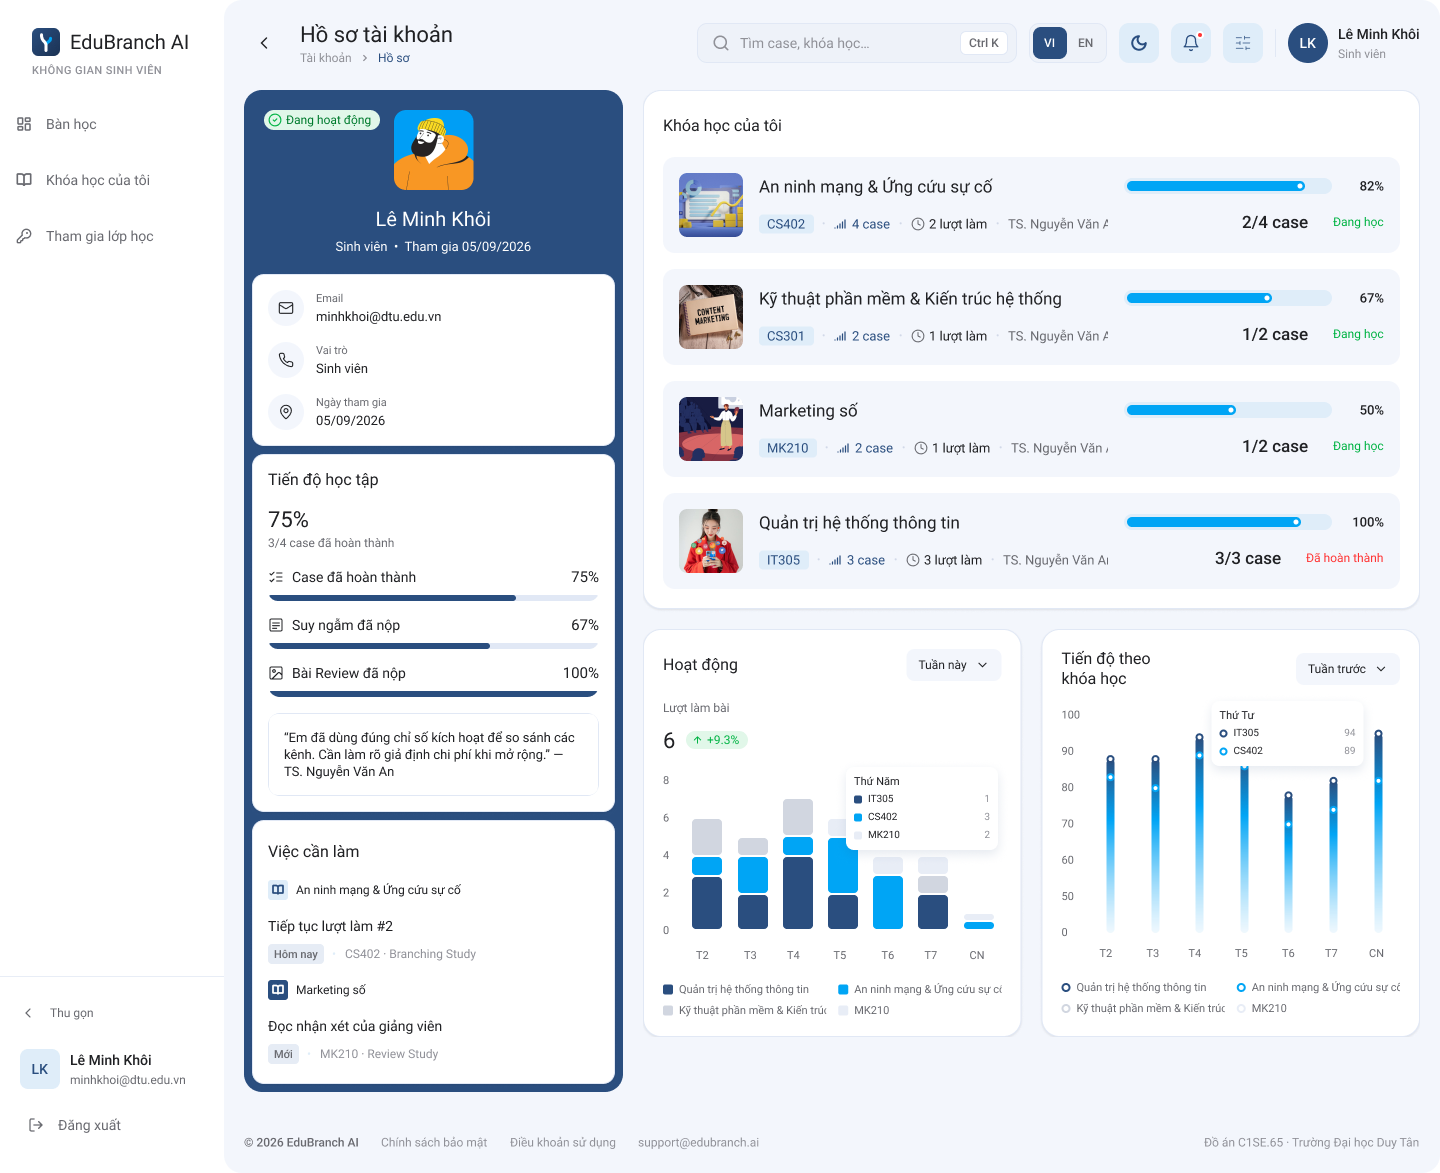 EduBranch AI
KHÔNG GIAN SINH VIÊN
Bàn học
Khóa học của tôi
Tham gia lớp học
Thu gọn
LK
Lê Minh Khôi
minhkhoi@dtu.edu.vn
Đăng xuất
Hồ sơ tài khoản
Tài khoản
Hồ sơ
Tìm case, khóa học...
Ctrl K
VI
EN
LK
Lê Minh Khôi
Sinh viên
Đang hoạt động
Lê Minh Khôi
Sinh viên • Tham gia 05/09/2026
Email
minhkhoi@dtu.edu.vn
Vai trò
Sinh viên
Ngày tham gia
05/09/2026
Tiến độ học tập
75%
3/4 case đã hoàn thành
Case đã hoàn thành 75%
Suy ngẫm đã nộp 67%
Bài Review đã nộp 100%
“Em đã dùng đúng chỉ số kích hoạt để so sánh các
kênh. Cần làm rõ giả định chi phí khi mở rộng.” —
TS. Nguyễn Văn An
Việc cần làm
An ninh mạng & Ứng cứu sự cố
Tiếp tục lượt làm #2
Hôm nay · CS402 · Branching Study
Marketing số
Đọc nhận xét của giảng viên
Mới · MK210 · Review Study
Khóa học của tôi
An ninh mạng & Ứng cứu sự cố
82%
CS402 · 4 case · 2 lượt làm · TS. Nguyễn Văn
2/4 case
Đang học
Kỹ thuật phần mềm & Kiến trúc hệ thống
67%
CONTENT
MARKETING
CS301 · 2 case · 1 lượt làm · TS. Nguyễn Văn
1/2 case
Đang học
Marketing số
50%
MK210 · 2 case · 1 lượt làm · TS. Nguyễn Văn
1/2 case
Đang học
Quản trị hệ thống thông tin
100%
IT305 · 3 case · 3 lượt làm · TS. Nguyễn Văn An
3/3 case
Đã hoàn thành
Hoạt động
Tuần này
Lượt làm bài
6
+9.3%
8
6
4
2
0
Thứ Năm
IT305 1
CS402 3
MK210 2
T2 T3 T4 T5 T6 T7 CN
Quản trị hệ thống thông tin
An ninh mạng & Ứng cứu sự cố
Kỹ thuật phần mềm & Kiến trúc
MK210
Tiến độ theo
khóa học
Tuần trước
100
90
80
70
60
50
0
Thứ Tư
IT305 94
CS402 89
T2 T3 T4 T5 T6 T7 CN
Quản trị hệ thống thông tin
An ninh mạng & Ứng cứu sự cố
Kỹ thuật phần mềm & Kiến trúc
MK210
© 2026 EduBranch AI
Chính sách bảo mật
Điều khoản sử dụng
support@edubranch.ai
Đồ án C1SE.65 · Trường Đại học Duy Tân